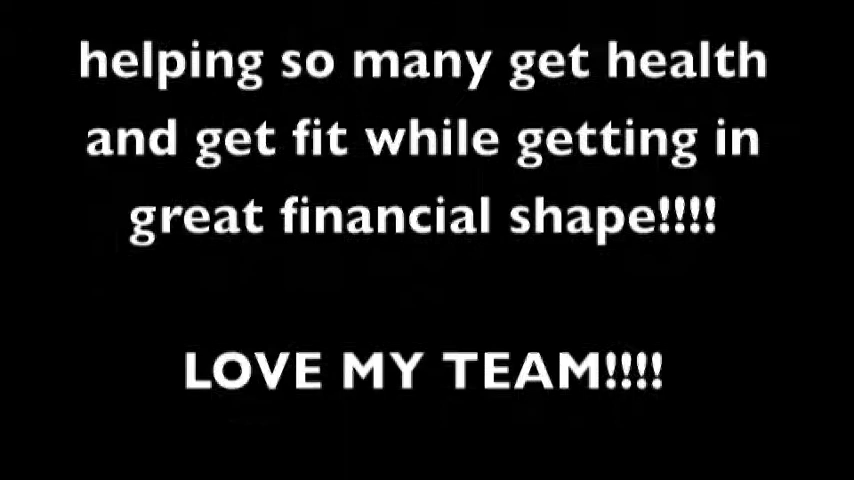 helping so many get health
and get fit while getting in
great financial shape!!!!
LOVE MY TEAM!!!!